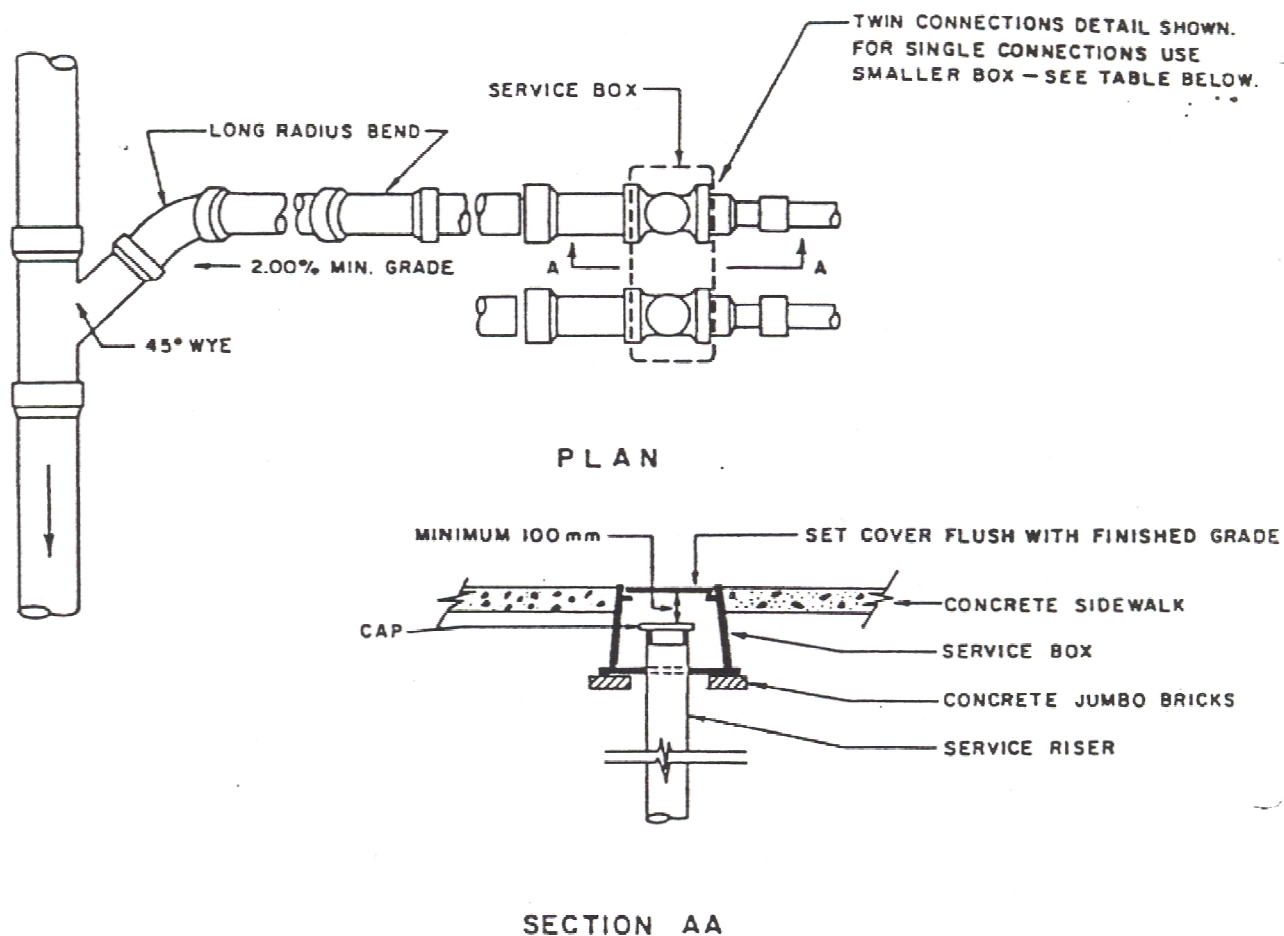 TWIN CONNECTIONS DETAIL SHOWN.
FOR SINGLE CONNECTIONS USE
SMALLER BOX — SEE TABLE BELOW.
SERVICE BOX
LONG RADIUS BEND
A
A
2.00% MIN. GRADE
45° WYE
PLAN
MINIMUM 100 mm
SET COVER FLUSH WITH FINISHED GRADE
CONCRETE SIDEWALK
CAP
SERVICE BOX
CONCRETE JUMBO BRICKS
SERVICE RISER
SECTION AA